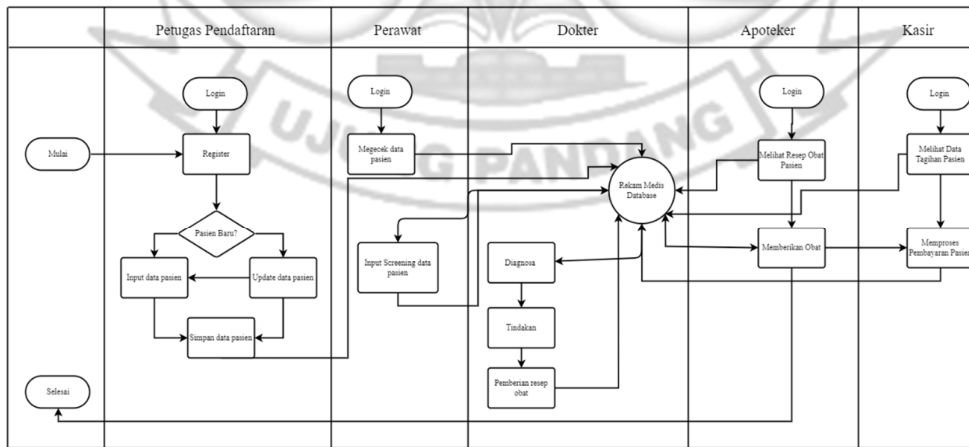 Petugas Pendaftaran
Perawat
Dokter
Apoteker
Kasir
Login
Login
Login
Login
Mulai
Register
Megecek data
pasien
Melihat Resep Obat
Pasien
Melihat Data
Tagihan Pasien
Rekam Medis
Database
Pasien Baru?
Input data pasien
Update data pasien
Input Screening data
pasien
Diagnosa
Memberikan Obat
Memproses
Pembayaran Pasien
Simpan data pasien
Tindakan
Pemberian resep
obat
Selesai
UJUNG PANDANG